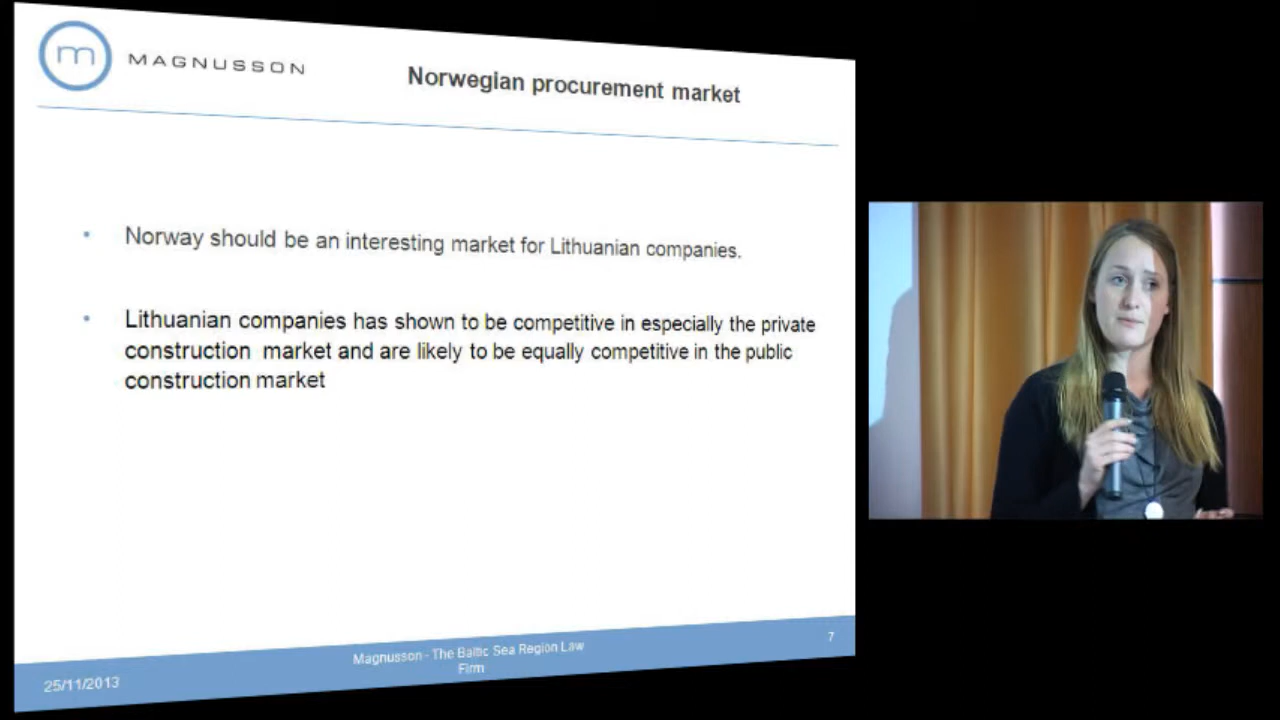 m MAGNUSSON
Norwegian procurement market
• Norway should be an interesting market for Lithuanian companies.
• Lithuanian companies has shown to be competitive in especially the private
construction market and are likely to be equally competitive in the public
construction market
25/11/2013
Magnusson - The Baltic Sea Region Law
Firm
7